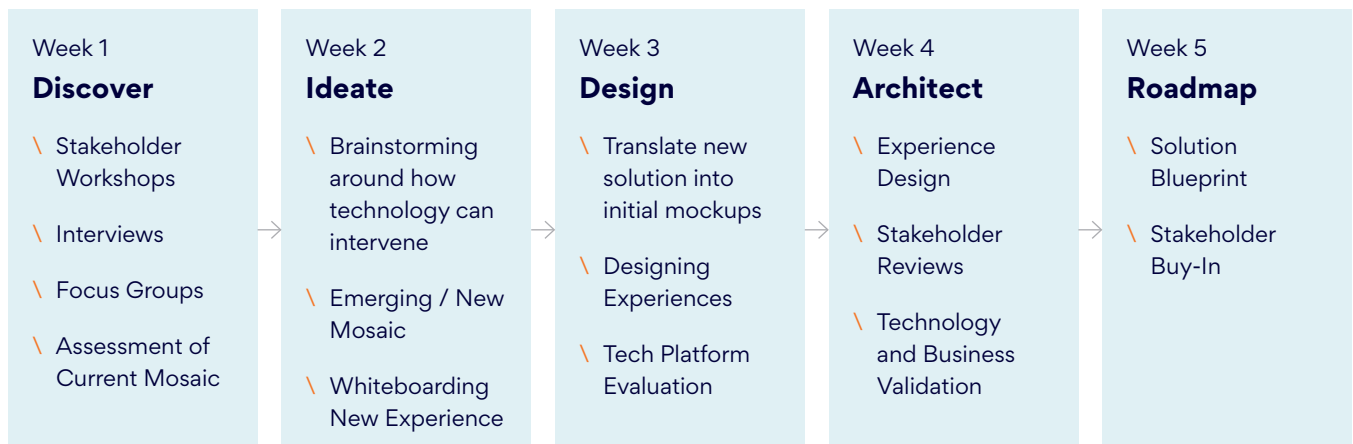 Week 1
Discover
\ Stakeholder
Workshops
\ Interviews
\ Focus Groups
\ Assessment of
Current Mosaic
Week 2
Ideate
\ Brainstorming
around how
technology can
intervene
\ Emerging / New
Mosaic
\ Whiteboarding
New Experience
Week 3
Design
\ Translate new
solution into
initial mockups
\ Designing
Experiences
\ Tech Platform
Evaluation
Week 4
Architect
\ Experience
Design
\ Stakeholder
Reviews
\ Technology
and Business
Validation
Week 5
Roadmap
\ Solution
Blueprint
\ Stakeholder
Buy-In